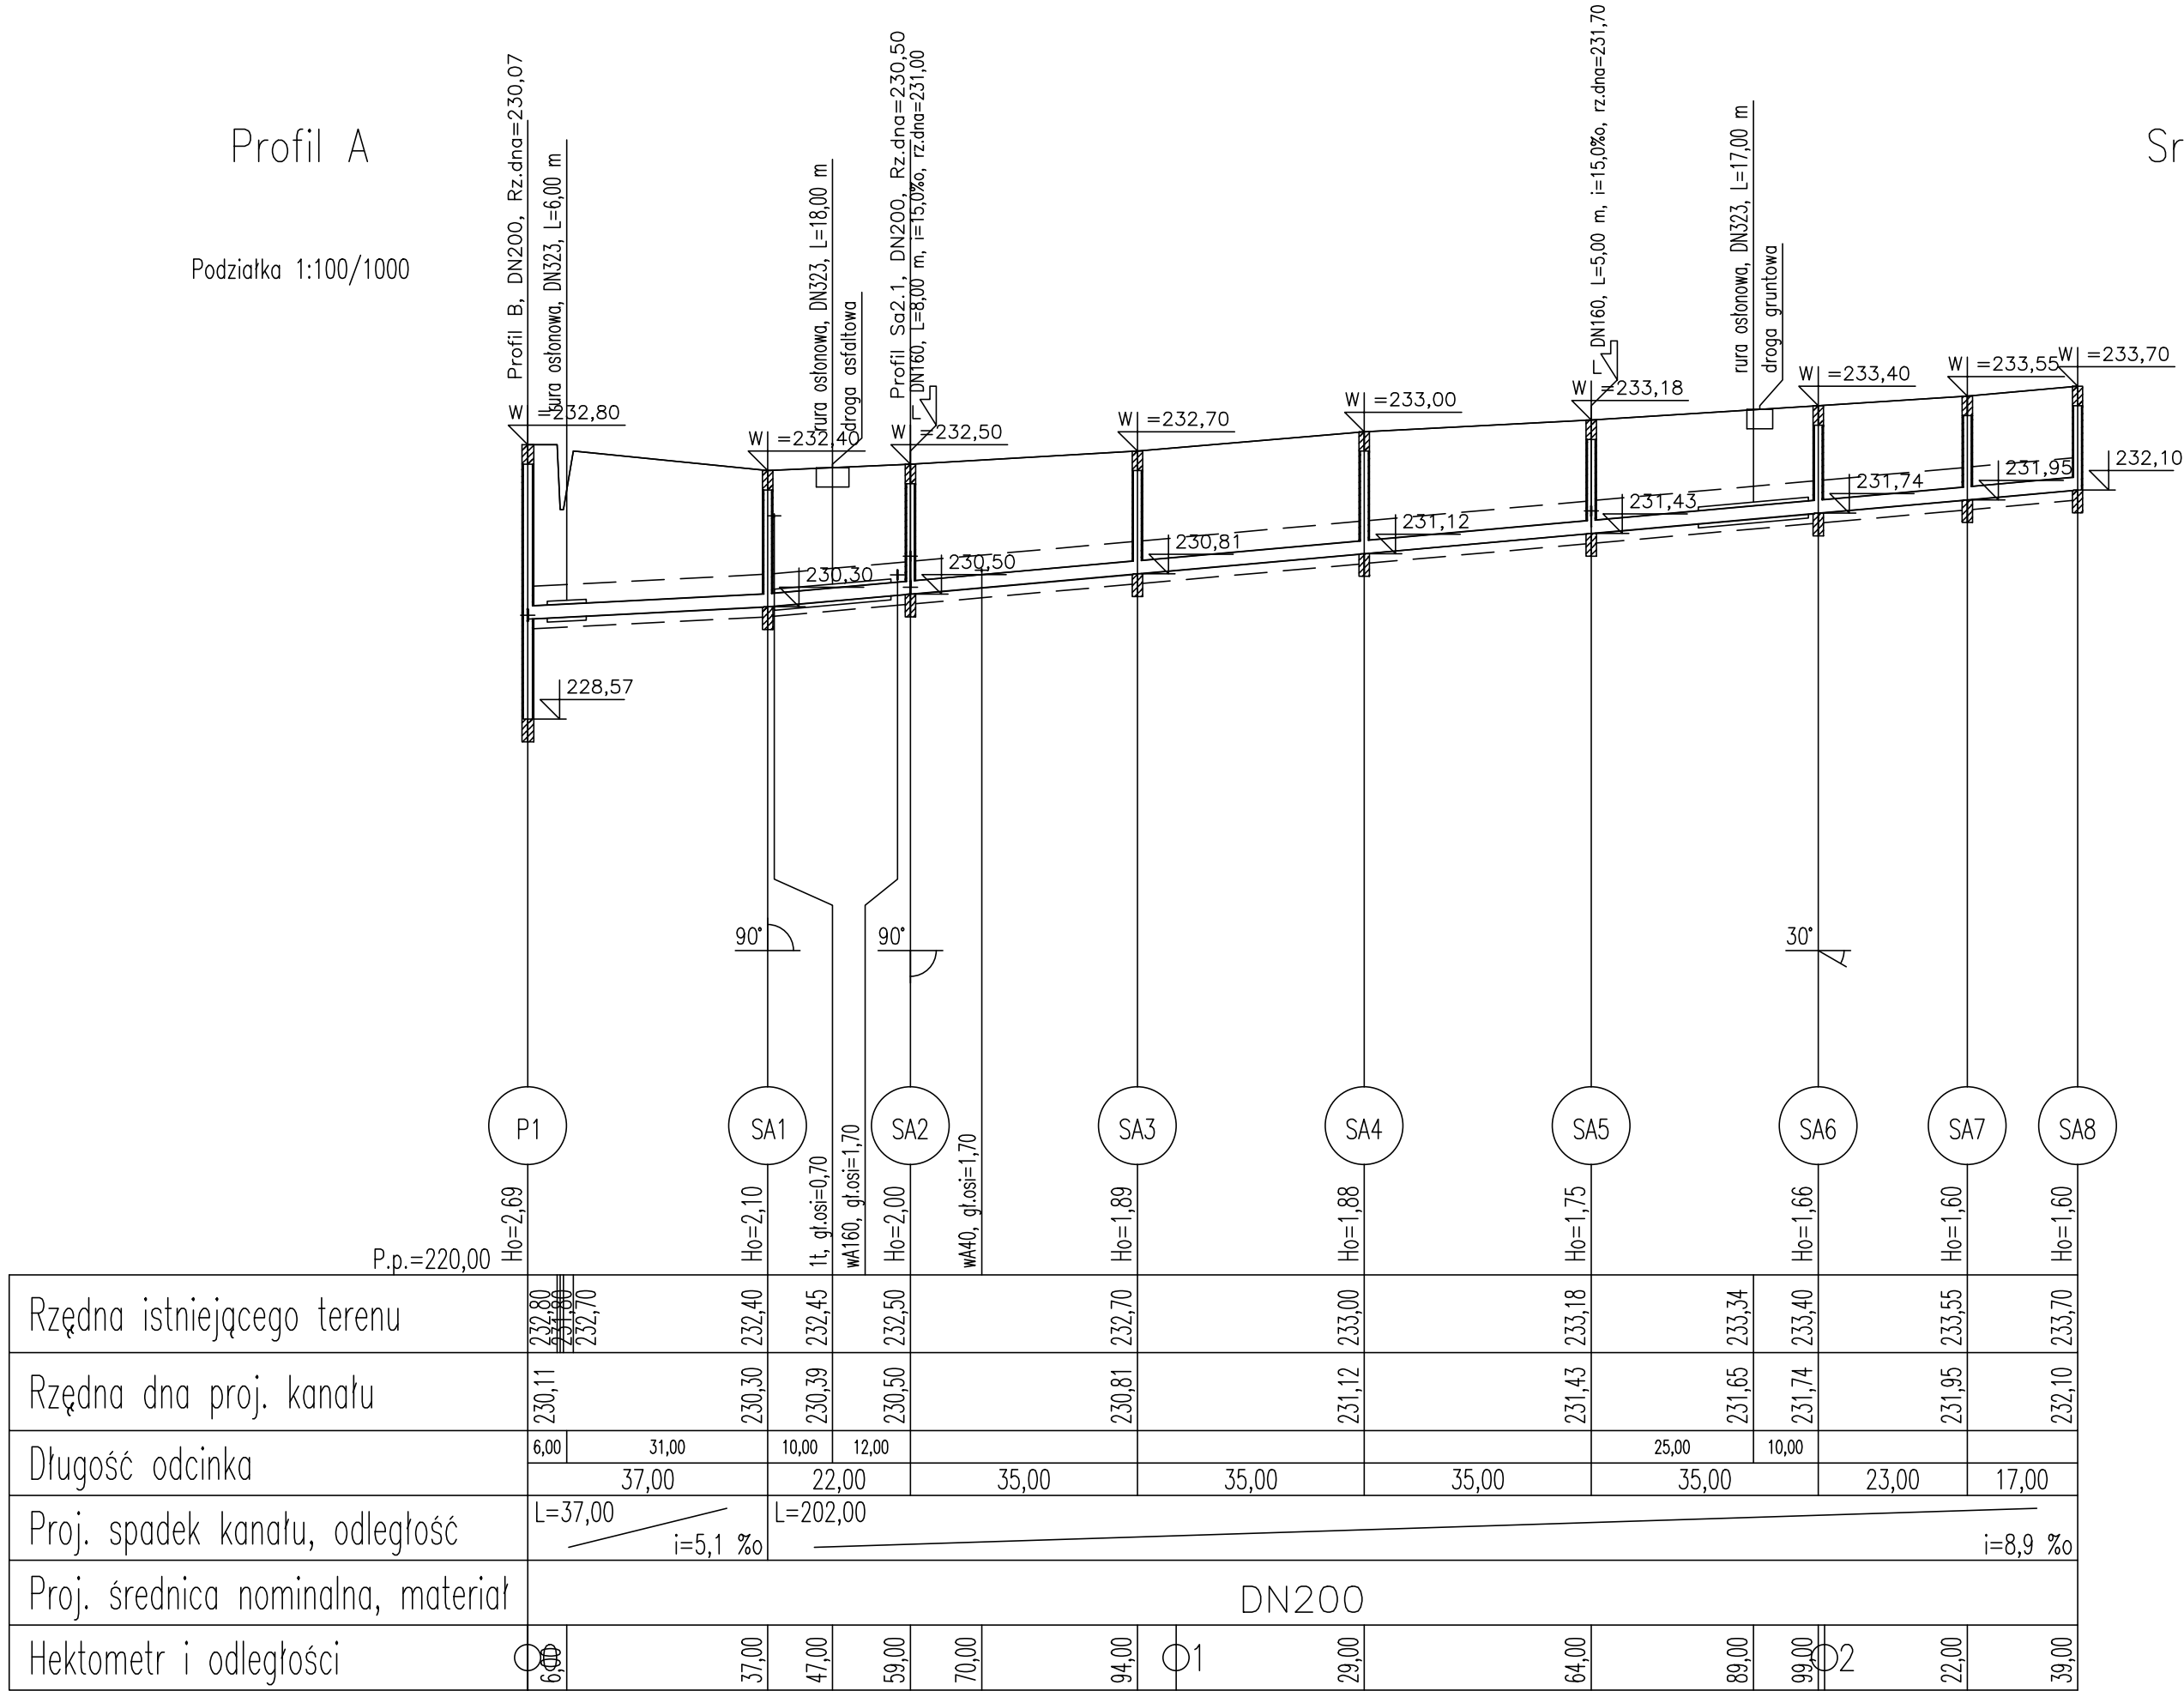 Profil A
Sr
Podziałka 1:100/1000
Profil B, DN200, Rz.dna=230,07
rura osłonowa, DN323, L=6,00 m
rura osłonowa, DN323, L=18,00 m
droga asfaltowa
Profil Sa2.1, DN200, Rz.dna=230,50
L DN160, L=8,00 m, i=15,0‰, rz.dna=231,00
L DN160, L=5,00 m, i=15,0‰, rz.dna=231,70
rura osłonowa, DN323, L=17,00 m
droga gruntowa
W =232,80
W =232,40
W =232,50
W =232,70
W =233,00
W =233,18
W =233,40
W =233,55
W =233,70
228,57
230,30
230,50
230,81
231,12
231,43
231,74
231,95
232,10
90°
90°
30°
P1
SA1
SA2
SA3
SA4
SA5
SA6
SA7
SA8
P.p.=220,00
Ho=2,69
Ho=2,10
1t, gł.osi=0,70
wA160, gł.osi=1,70
Ho=2,00
wA40, gł.osi=1,70
Ho=1,89
Ho=1,88
Ho=1,75
Ho=1,66
Ho=1,60
Ho=1,60
Rzędna istniejącego terenu
232,80 231,80 232,70 232,40 232,45 232,50 232,70 233,00 233,18 233,34 233,40 233,55 233,70
Rzędna dna proj. kanału
230,11 230,30 230,39 230,50 230,81 231,12 231,43 231,65 231,74 231,95 232,10
Długość odcinka
6,00 31,00 10,00 12,00 25,00 10,00
37,00 22,00 35,00 35,00 35,00 35,00 23,00 17,00
Proj. spadek kanału, odległość
L=37,00
i=5,1 ‰
L=202,00
i=8,9 ‰
Proj. średnica nominalna, materiał
DN200
Hektometr i odległości
6,00 37,00 47,00 59,00 70,00 94,00 1 29,00 64,00 89,00 99,00 2 22,00 39,00